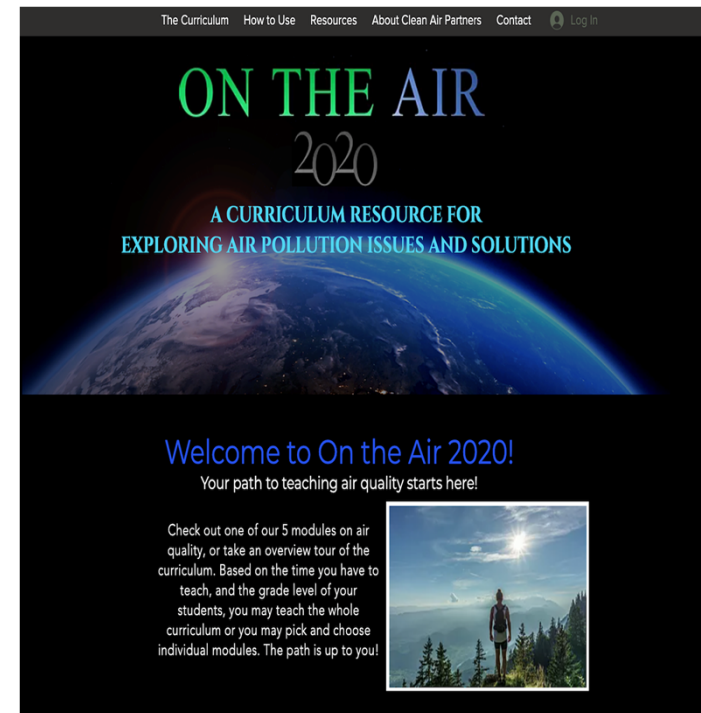 The Curriculum How to Use Resources About Clean Air Partners Contact Log In
ON THE AIR
2020
A CURRICULUM RESOURCE FOR
EXPLORING AIR POLLUTION ISSUES AND SOLUTIONS
Welcome to On the Air 2020!
Your path to teaching air quality starts here!
Check out one of our 5 modules on air
quality, or take an overview tour of the
curriculum. Based on the time you have to
teach, and the grade level of your
students, you may teach the whole
curriculum or you may pick and choose
individual modules. The path is up to you!